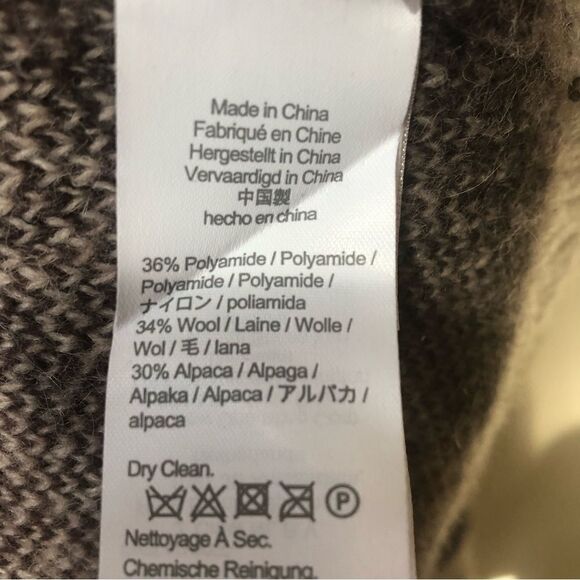 Made in China
Fabriqué en Chine
Hergestellt in China
Vervaardigd in China
中国製
hecho en china
36% Polyamide / Polyamide /
Polyamide / Polyamide /
ナイロン / poliamida
34% Wool / Laine / Wolle /
Wol / 毛 / lana
30% Alpaca / Alpaga /
Alpaka / Alpaca / アルパカ /
alpaca
Dry Clean.
P
Nettoyage À Sec.
Chemische Reinigung.